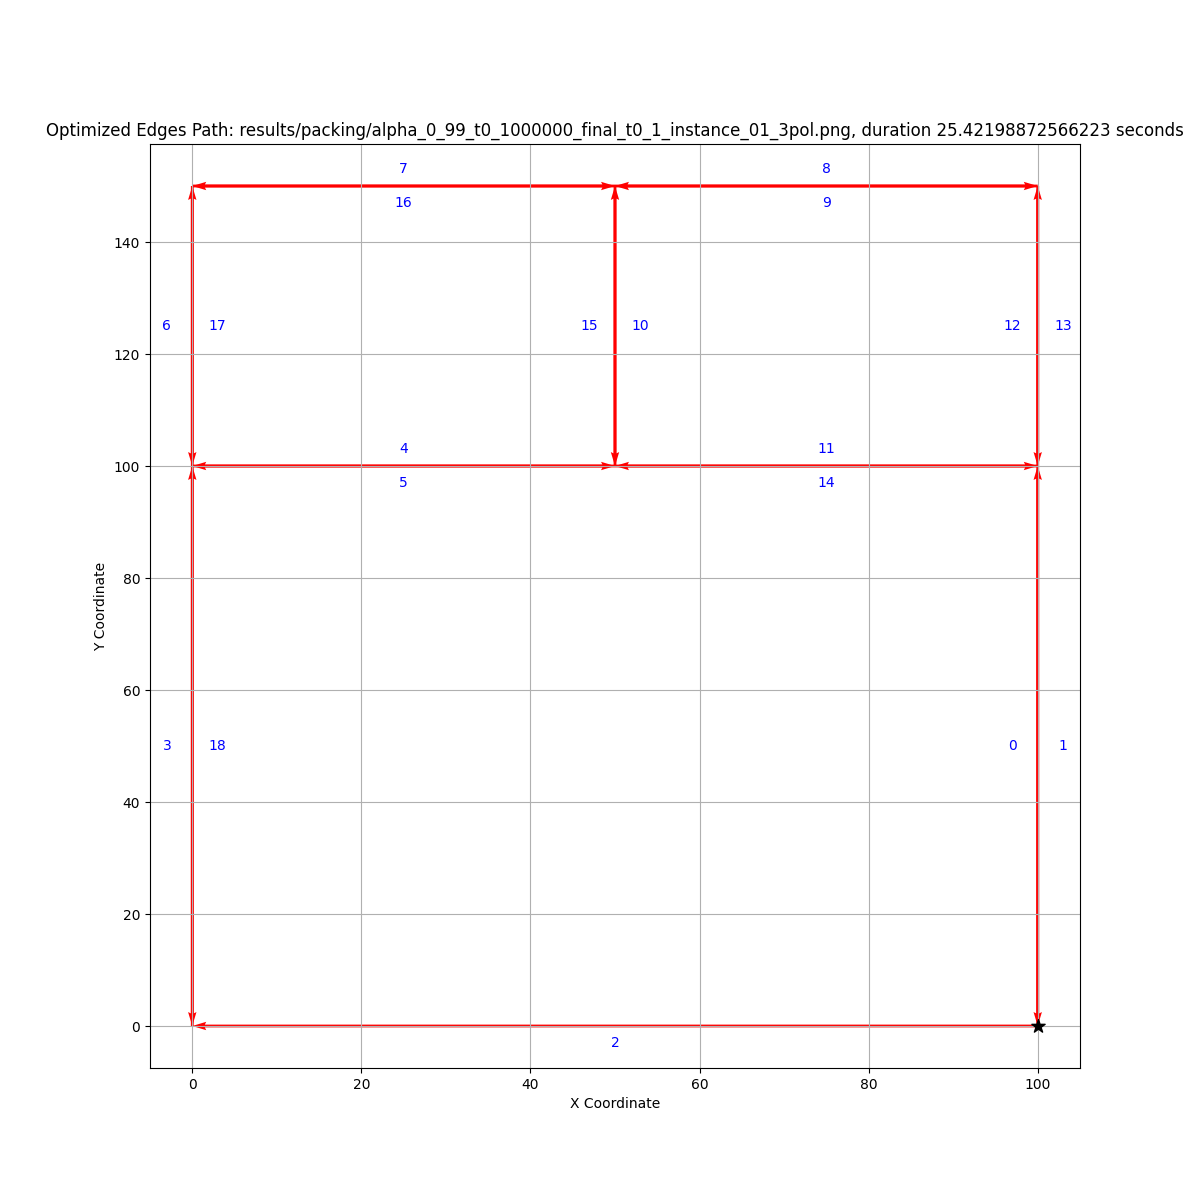 Optimized Edges Path: results/packing/alpha_0_99_t0_1000000_final_t0_1_instance_01_3pol.png, duration 25.42198872566223 seconds
7 8
16 9
140
6 17 15 10 12 13
120
4 11
100
5 14
80
Y Coordinate
60
3 18 0 1
40
20
0
2
0 20 40 60 80 100
X Coordinate